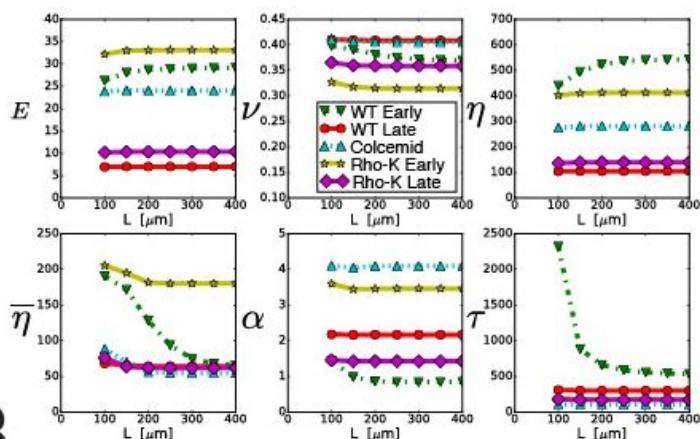 E
40
35
30
25
20
15
10
5
0
0 100 200 300 400
L [μm]
ν
0.45
0.40
0.35
0.30
0.25
0.20
0.15
0.10
0 100 200 300 400
L [μm]
WT Early
WT Late
Colcemid
Rho-K Early
Rho-K Late
η
700
600
500
400
300
200
100
0
0 100 200 300 400
L [μm]
η̅
250
200
150
100
50
0
0 100 200 300 400
L [μm]
α
5
4
3
2
1
0
0 100 200 300 400
L [μm]
τ
2500
2000
1500
1000
500
0
0 100 200 300 400
L [μm]